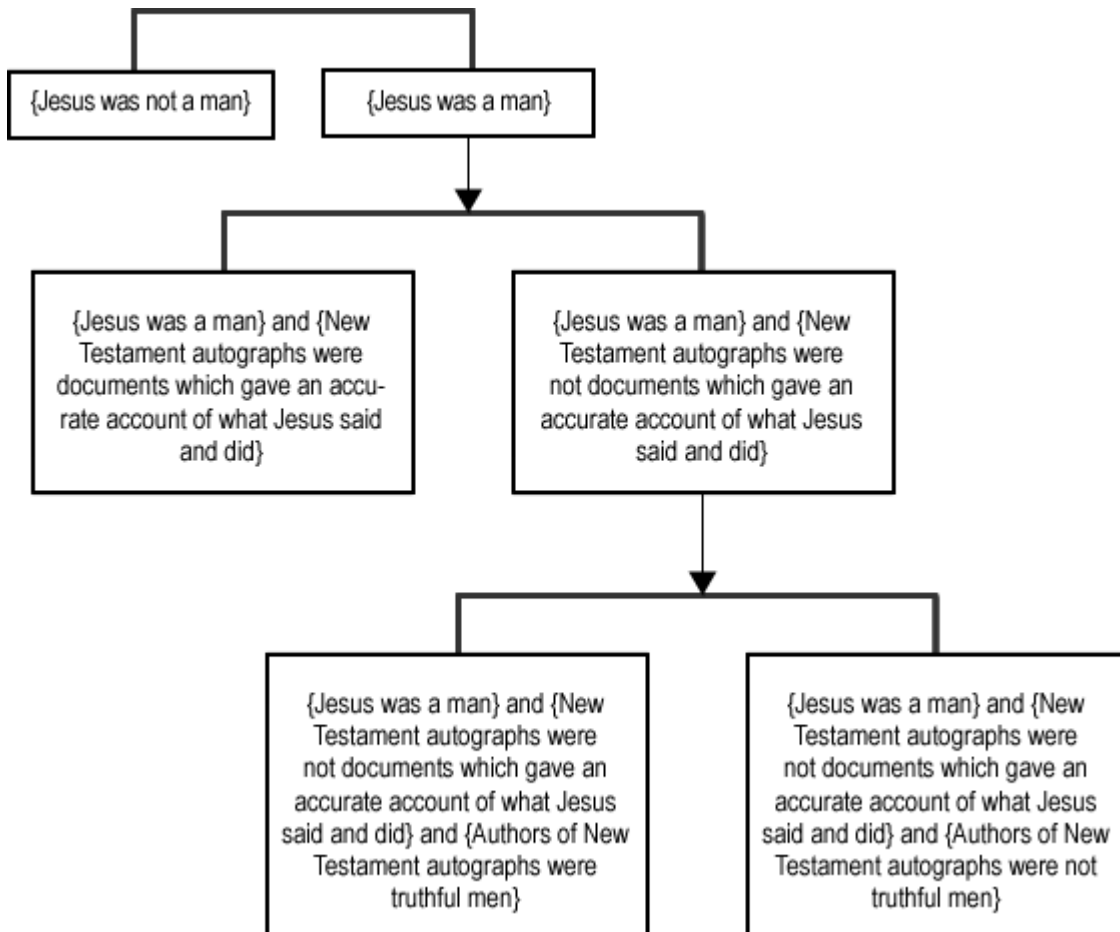 {Jesus was not a man}
{Jesus was a man}
{Jesus was a man} and {New
Testament autographs were
documents which gave an accu-
rate account of what Jesus said
and did}
{Jesus was a man} and {New
Testament autographs were
not documents which gave an
accurate account of what Jesus
said and did}
{Jesus was a man} and {New
Testament autographs were
not documents which gave an
accurate account of what Jesus
said and did} and {Authors of New
Testament autographs were
truthful men}
{Jesus was a man} and {New
Testament autographs were
not documents which gave an
accurate account of what Jesus
said and did} and {Authors of New
Testament autographs were not
truthful men}